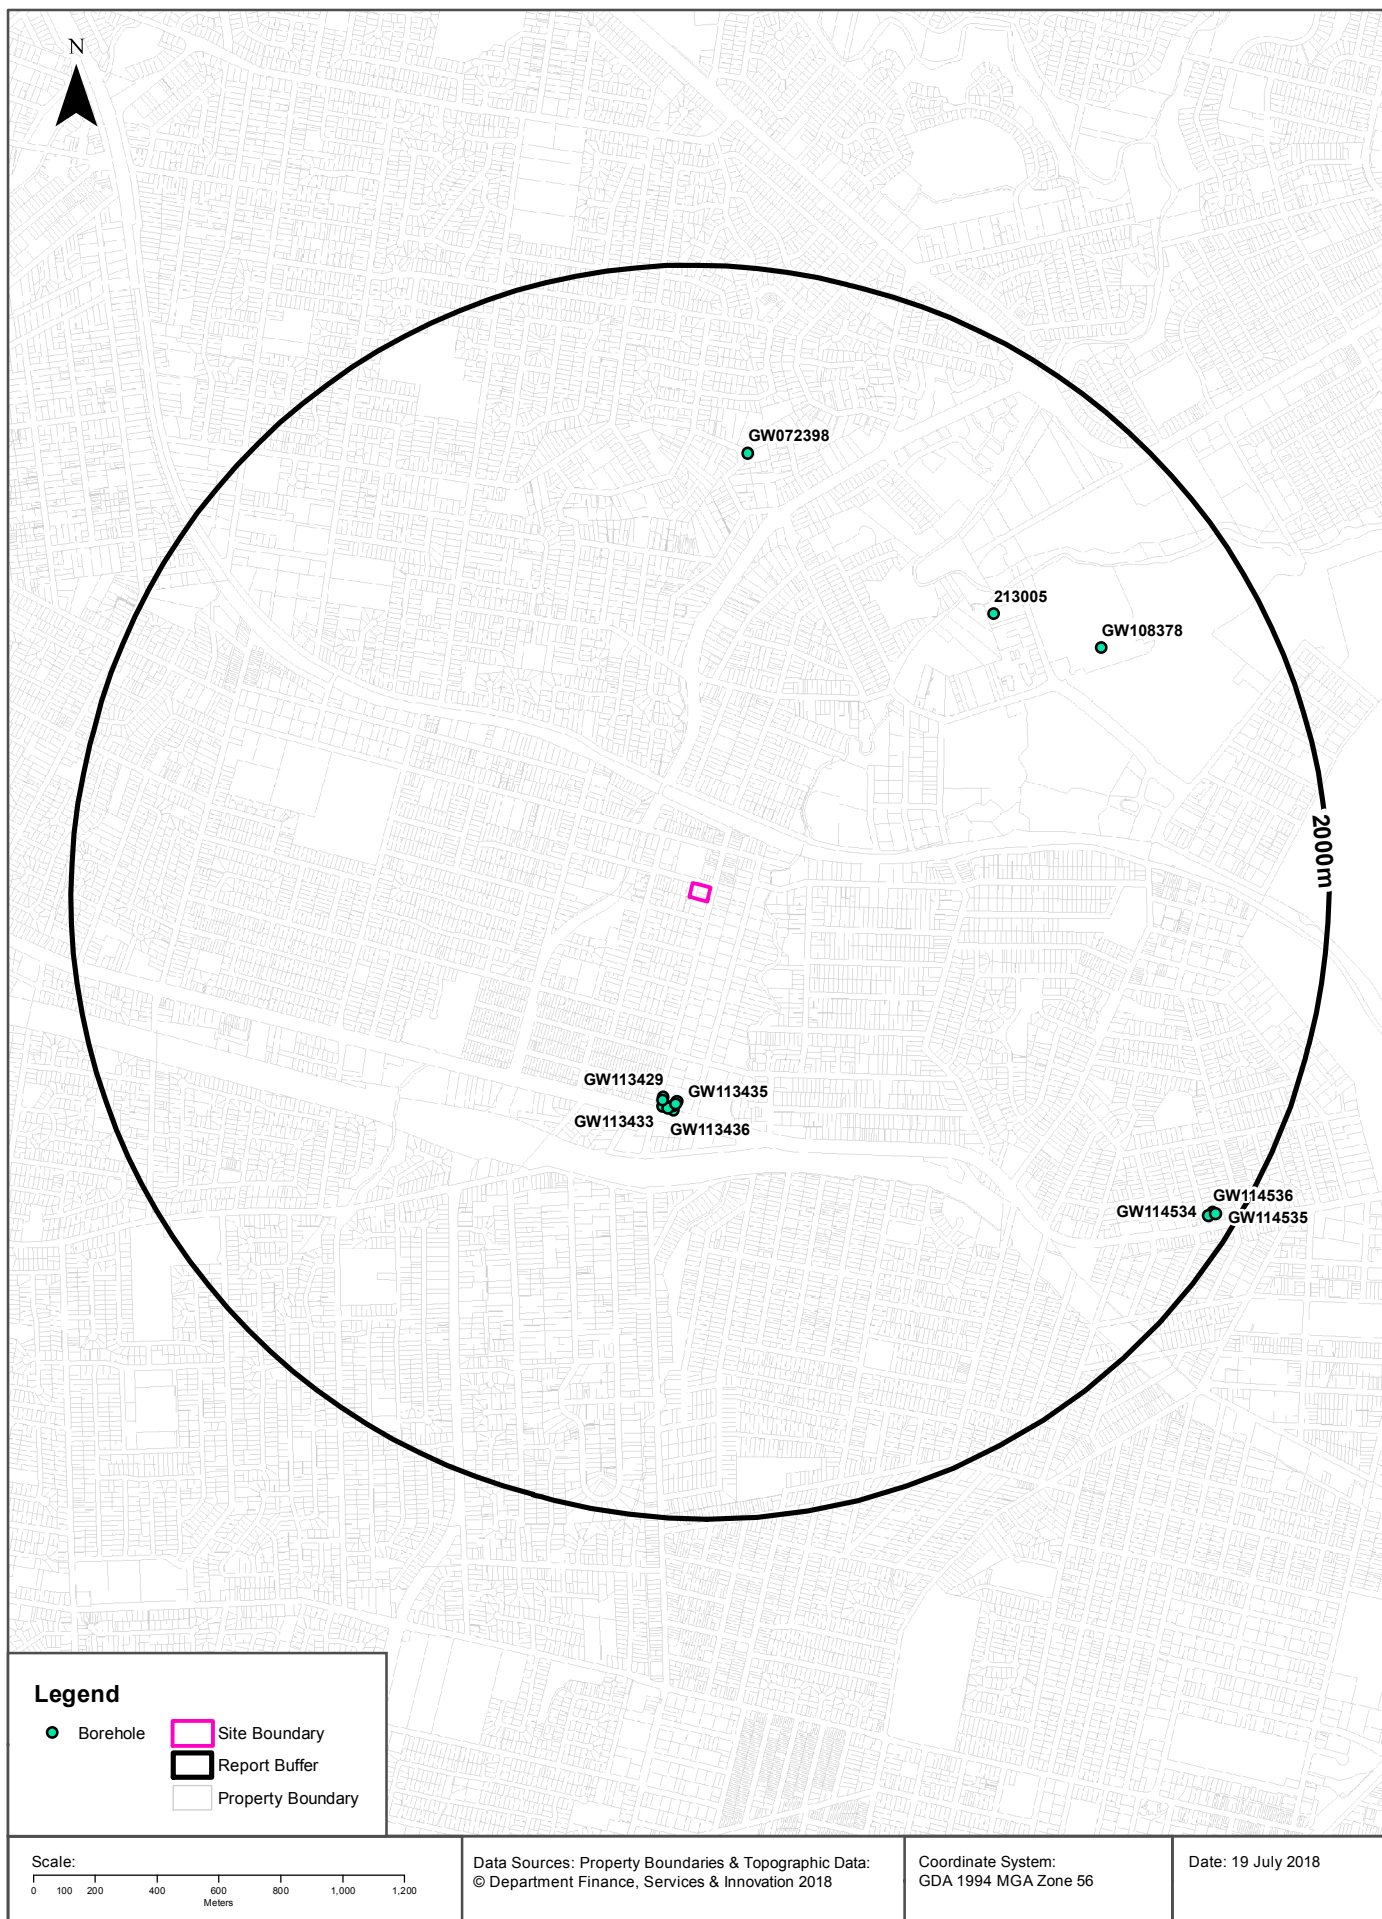 N
GW072398
213005
GW108378
2000m
GW113429
GW113435
GW113433
GW113436
GW114536
GW114534
GW114535
Legend
Borehole
Site Boundary
Report Buffer
Property Boundary
Scale:
0 100 200 400 600 800 1,000 1,200
Meters
Data Sources: Property Boundaries & Topographic Data:
© Department Finance, Services & Innovation 2018
Coordinate System:
GDA 1994 MGA Zone 56
Date: 19 July 2018